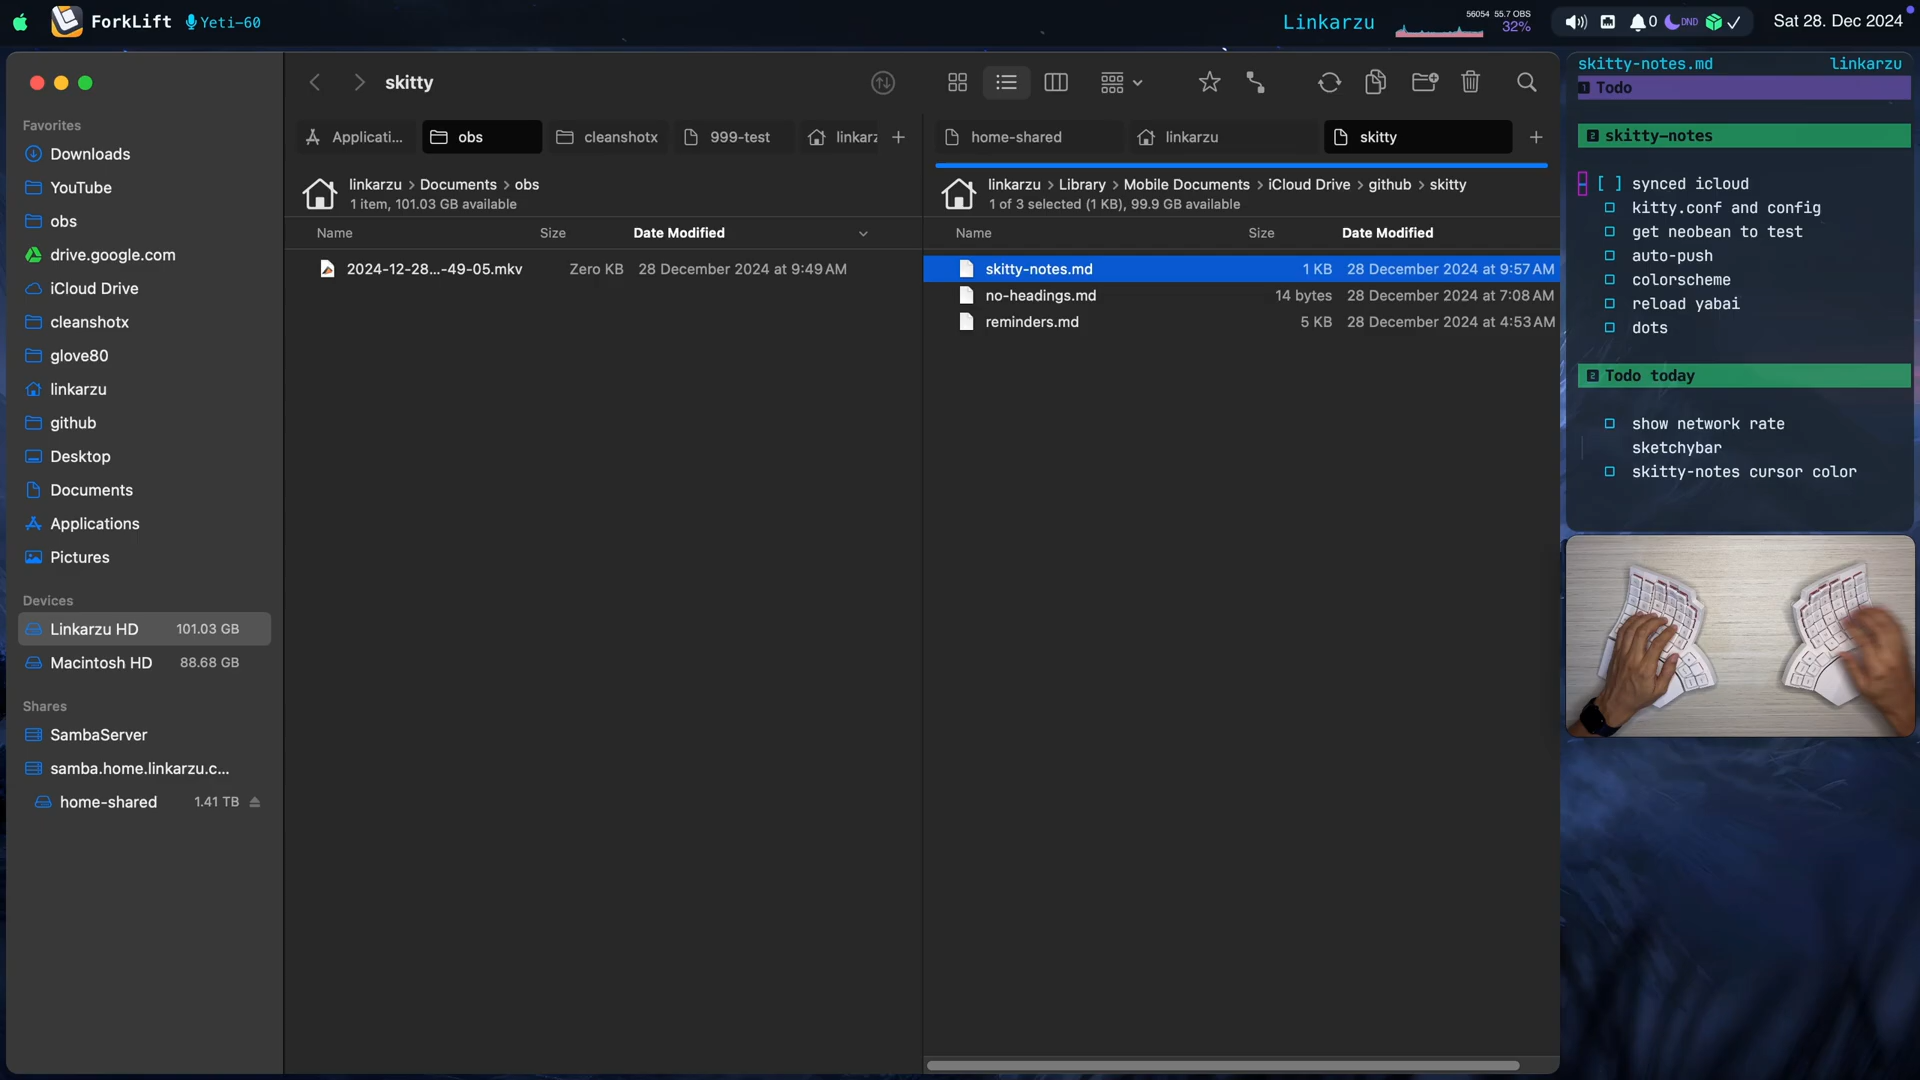 ForkLift Yeti-60
Linkarzu
56054 55.7 OBS
32%
0 DND Sat 28. Dec 2024
skitty
Favorites
Downloads
YouTube
obs
drive.google.com
iCloud Drive
cleanshotx
glove80
linkarzu
github
Desktop
Documents
Applications
Pictures
Devices
Linkarzu HD 101.03 GB
Macintosh HD 88.68 GB
Shares
SambaServer
samba.home.linkarzu.c...
home-shared 1.41 TB
Applicati... obs cleanshotx 999-test linkarz
linkarzu > Documents > obs
1 item, 101.03 GB available
Name Size Date Modified
2024-12-28...-49-05.mkv Zero KB 28 December 2024 at 9:49 AM
home-shared linkarzu skitty
linkarzu > Library > Mobile Documents > iCloud Drive > github > skitty
1 of 3 selected (1 KB), 99.9 GB available
Name Size Date Modified
skitty-notes.md 1 KB 28 December 2024 at 9:57 AM
no-headings.md 14 bytes 28 December 2024 at 7:08 AM
reminders.md 5 KB 28 December 2024 at 4:53 AM
skitty-notes.md linkarzu
1 Todo
2 skitty-notes
- [ ] synced icloud
kitty.conf and config
get neobean to test
auto-push
colorscheme
reload yabai
dots
2 Todo today
show network rate
sketchybar
skitty-notes cursor color